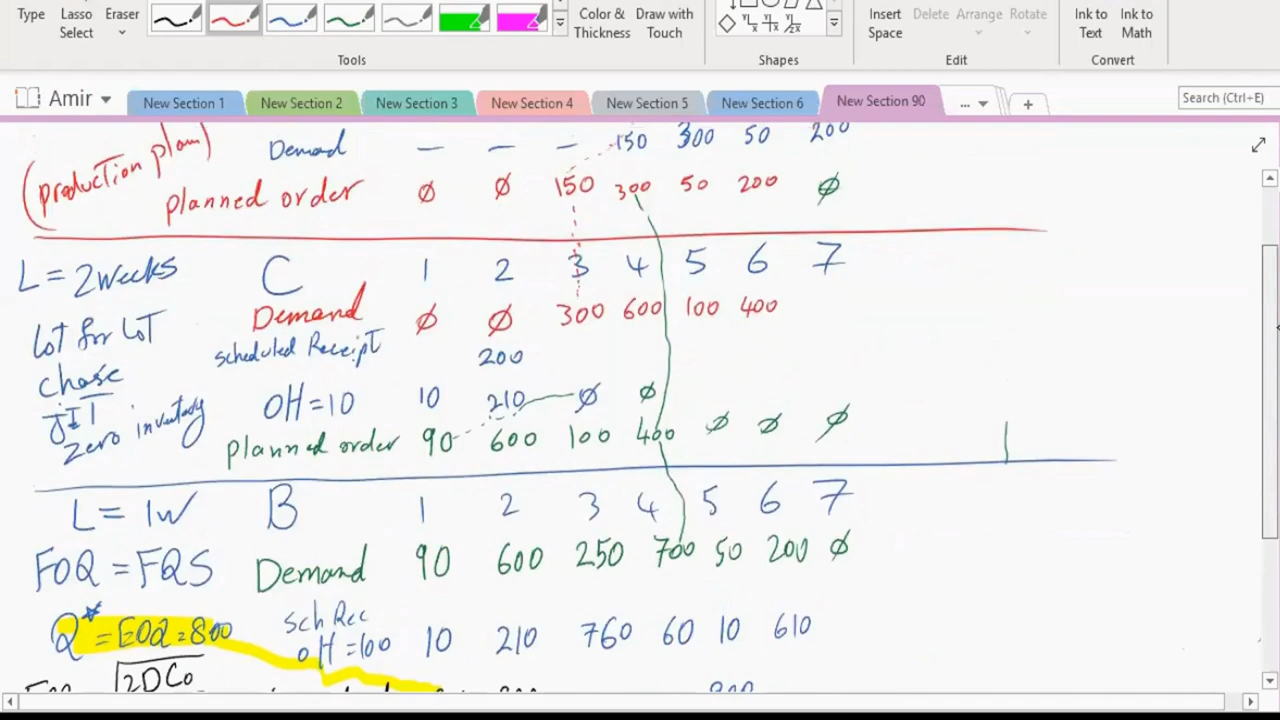 Type Lasso Select Eraser Color & Thickness Draw with Touch Insert Space Delete Arrange Rotate Ink to Text Ink to Math
Tools Shapes Edit Convert
Amir New Section 1 New Section 2 New Section 3 New Section 4 New Section 5 New Section 6 New Section 90 ... + Search (Ctrl+E)
(production plan) Demand — — — 150 300 50 200
planned order ∅ ∅ 150 300 50 200 ∅
L = 2 weeks C 1 2 3 4 5 6 7
Lot for Lot Demand ∅ ∅ 300 600 100 400
scheduled Receipt 200
chase
JIT OH = 10 10 210 ∅ ∅
zero inventory planned order 90 600 100 400 ∅ ∅ ∅
L = 1W B 1 2 3 4 5 6 7
FOQ = FQS Demand 90 600 250 700 50 200 ∅
Q* = EOQ = 800 Sch Rec
OH = 100 10 210 760 60 10 610
√2DCo